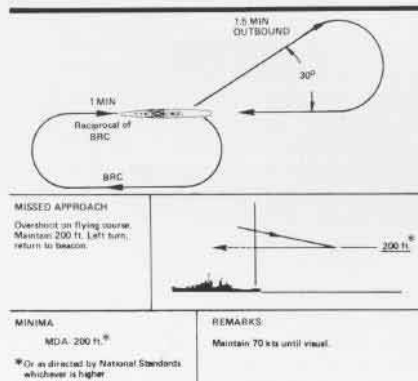 1.5 MIN
OUTBOUND
30°
1 MIN
Reciprocal of
BRC
BRC
MISSED APPROACH
Overshoot on flying course.
Maintain 200 ft. Left turn,
return to beacon.
200 ft.*
MINIMA
MDA 200 ft.*
*Or as directed by National Standards
whichever is higher
REMARKS:
Maintain 70 kts until visual.